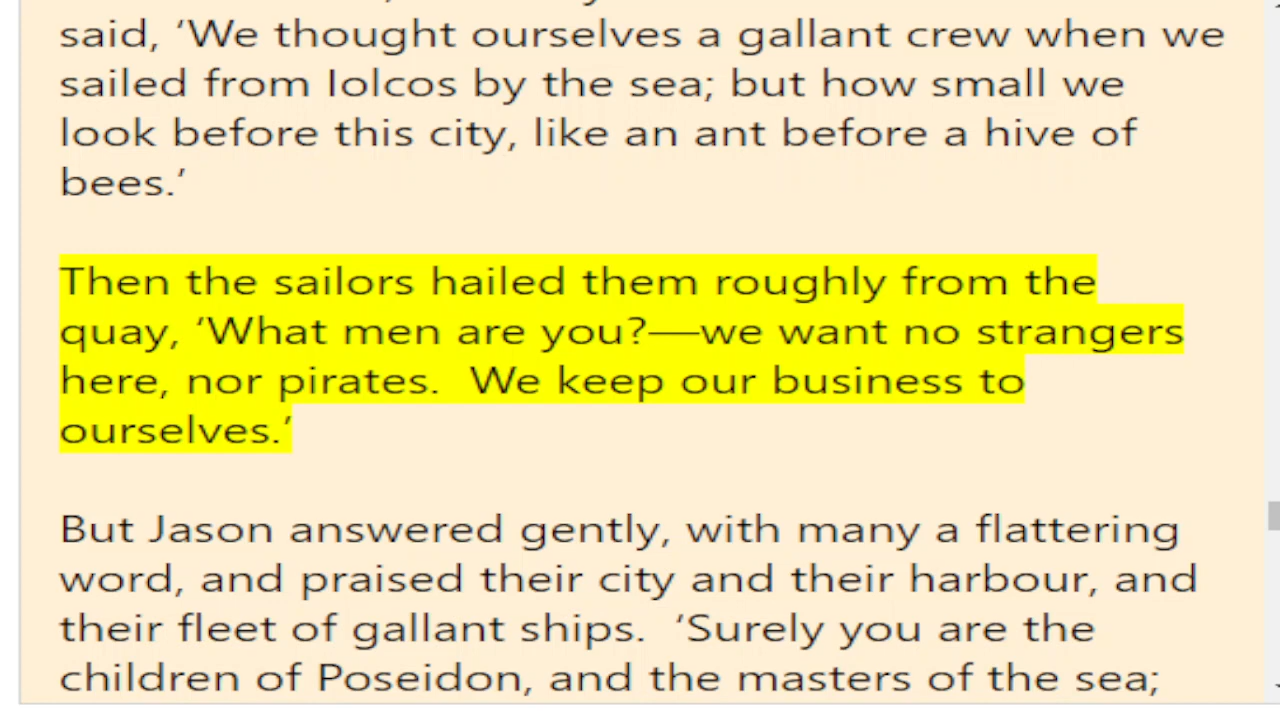 said, ‘We thought ourselves a gallant crew when we
sailed from Iolcos by the sea; but how small we
look before this city, like an ant before a hive of
bees.’
Then the sailors hailed them roughly from the
quay, ‘What men are you?—we want no strangers
here, nor pirates.  We keep our business to
ourselves.’
But Jason answered gently, with many a flattering
word, and praised their city and their harbour, and
their fleet of gallant ships.  ‘Surely you are the
children of Poseidon, and the masters of the sea;